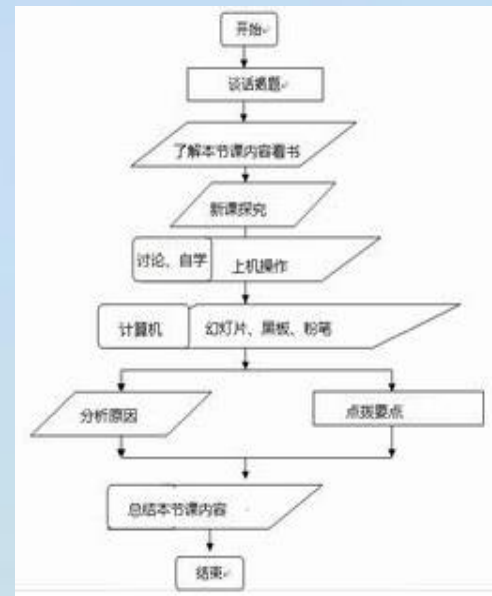 开始
谈话揭题
了解本节课内容看书
新课探究
讨论、自学 上机操作
计算机 幻灯片、黑板、粉笔
分析原因 点拨要点
总结本节课内容
结束